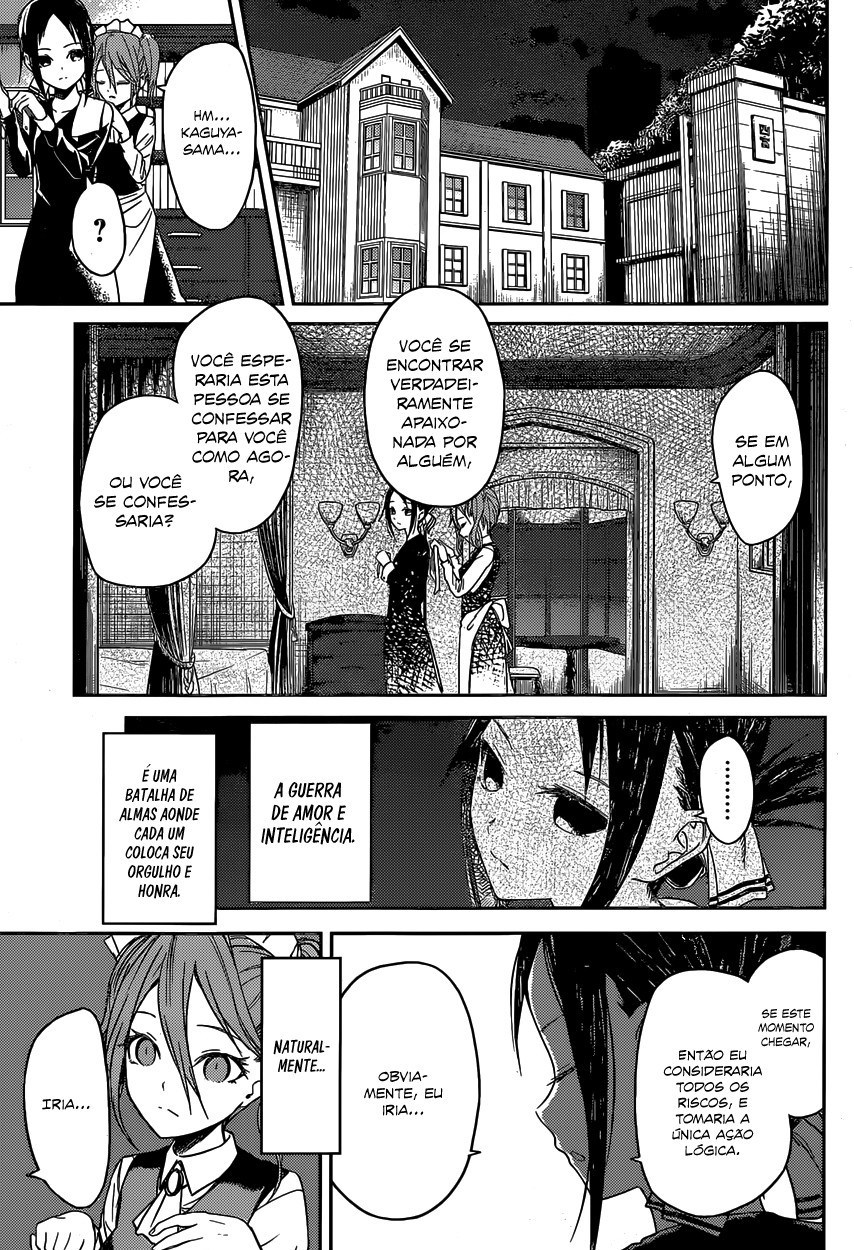 HM...
KAGUYA-
SAMA...
?
SE EM
ALGUM
PONTO,
VOCÊ SE
ENCONTRAR
VERDADEI-
RAMENTE
APAIXO-
NADA POR
ALGUÉM,
VOCÊ ESPE-
RARIA ESTA
PESSOA SE
CONFESSAR
PARA VOCÊ
COMO AGO-
RA,
OU VOCÊ
SE CONFES-
SARIA?
........
A GUERRA
DE AMOR E
INTELIGÊNCIA.
É UMA
BATALHA DE
ALMAS AONDE
CADA UM
COLOCA SEU
ORGULHO E
HONRA.
SE ESTE
MOMENTO
CHEGAR,
ENTÃO EU
CONSIDERARIA
TODOS OS
RISCOS, E
TOMARIA A
ÚNICA AÇÃO
LÓGICA.
OBVIA-
MENTE, EU
IRIA...
NATURAL-
MENTE...
IRIA...